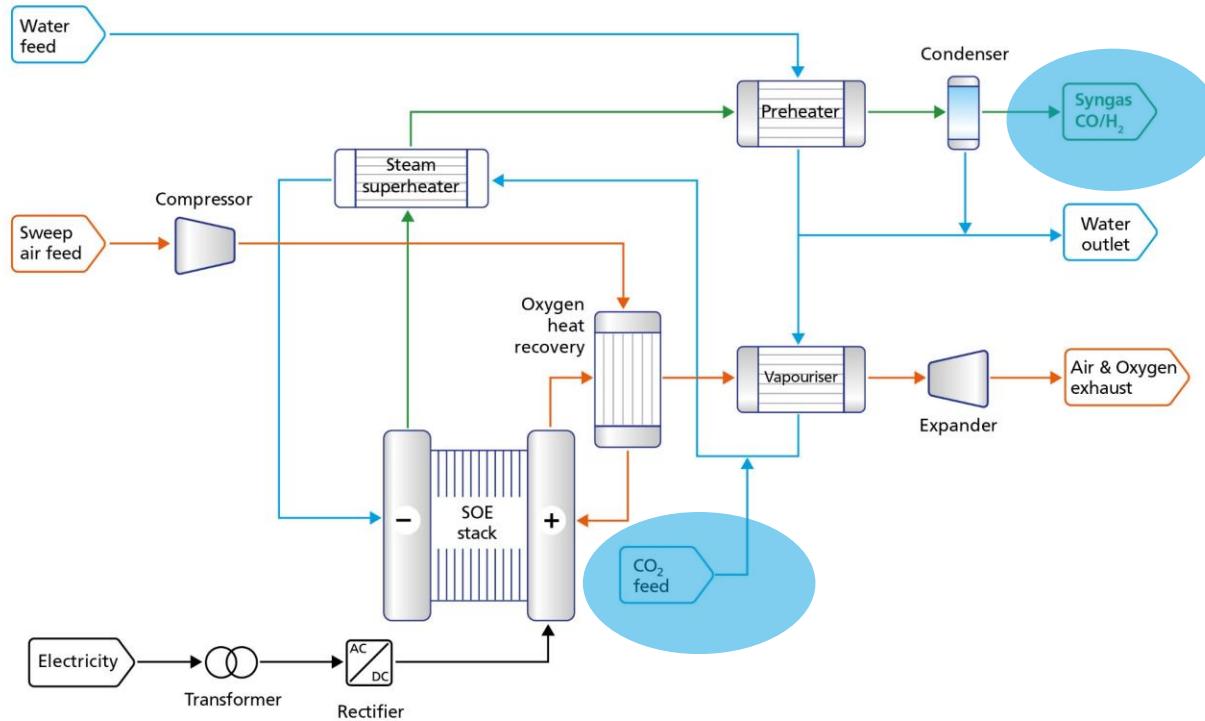 Water
feed
Condenser
Syngas
CO/H₂
Preheater
Steam
superheater
Compressor
Sweep
air feed
Water
outlet
Oxygen
heat
recovery
Vapouriser
Air & Oxygen
exhaust
Expander
−
SOE
stack
+
CO₂
feed
Electricity
AC
DC
Transformer
Rectifier